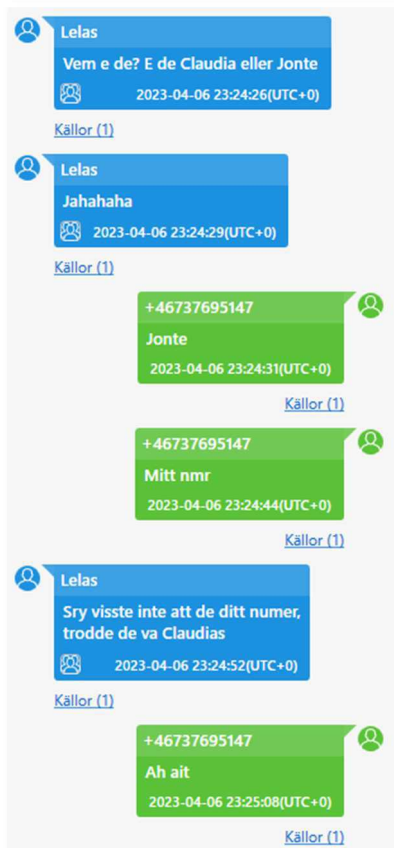 Lelas
Vem e de? E de Claudia eller Jonte
2023-04-06 23:24:26(UTC+0)
Källor (1)
Lelas
Jahahaha
2023-04-06 23:24:29(UTC+0)
Källor (1)
+46737695147
Jonte
2023-04-06 23:24:31(UTC+0)
Källor (1)
+46737695147
Mitt nmr
2023-04-06 23:24:44(UTC+0)
Källor (1)
Lelas
Sry visste inte att de ditt numer,
trodde de va Claudias
2023-04-06 23:24:52(UTC+0)
Källor (1)
+46737695147
Ah ait
2023-04-06 23:25:08(UTC+0)
Källor (1)